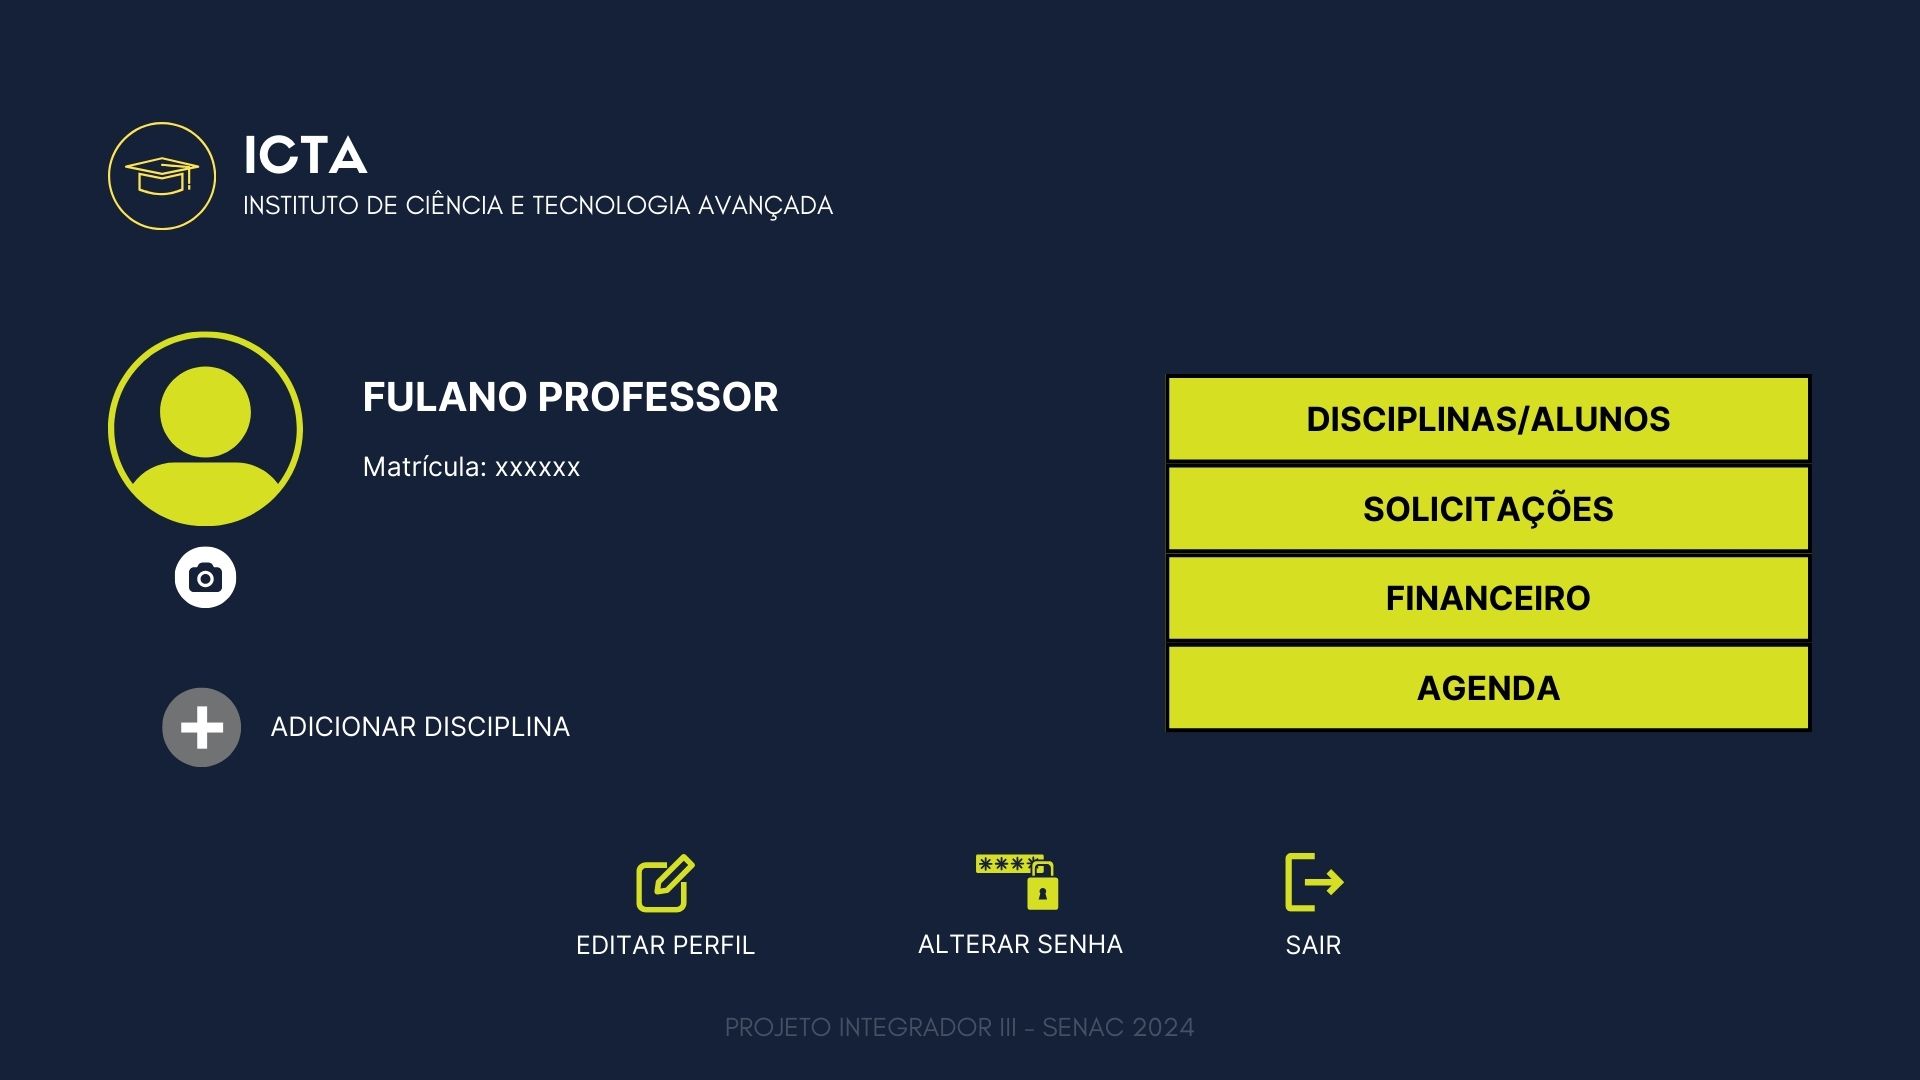 ICTA
INSTITUTO DE CIÊNCIA E TECNOLOGIA AVANÇADA
FULANO PROFESSOR
Matrícula: xxxxxx
ADICIONAR DISCIPLINA
DISCIPLINAS/ALUNOS
SOLICITAÇÕES
FINANCEIRO
AGENDA
EDITAR PERFIL
ALTERAR SENHA
SAIR
PROJETO INTEGRADOR III - SENAC 2024